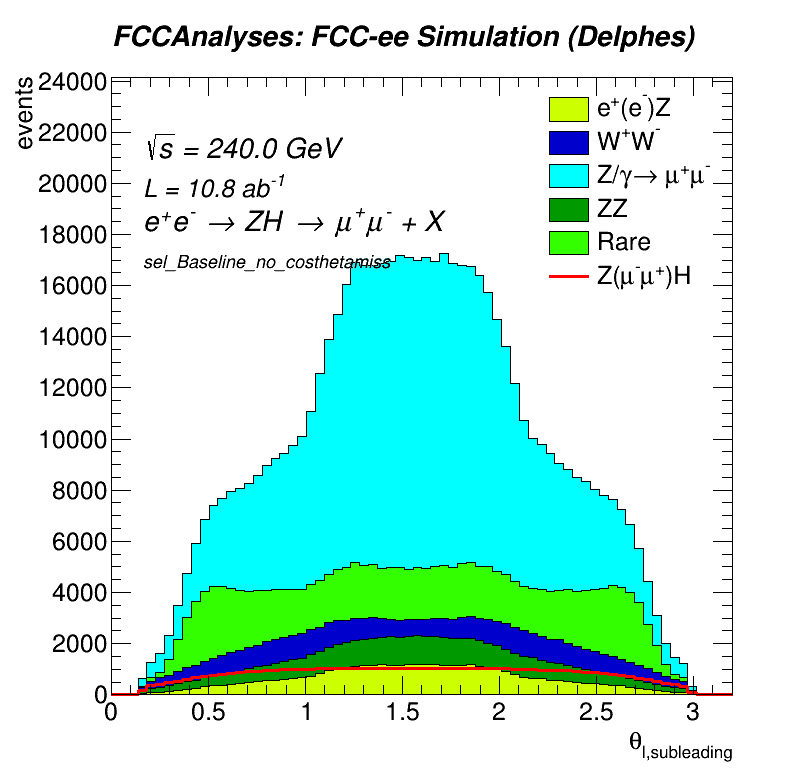 FCCAnalyses: FCC-ee Simulation (Delphes)
events
24000
22000
20000
18000
16000
14000
12000
10000
8000
6000
4000
2000
0
√s = 240.0 GeV
L = 10.8 ab⁻¹
e⁺e⁻ → ZH → μ⁺μ⁻ + X
sel_Baseline_no_costhetamiss
e⁺(e⁻)Z
W⁺W⁻
Z/γ→ μ⁺μ⁻
ZZ
Rare
Z(μ⁻μ⁺)H
0 0.5 1 1.5 2 2.5 3
θl,subleading